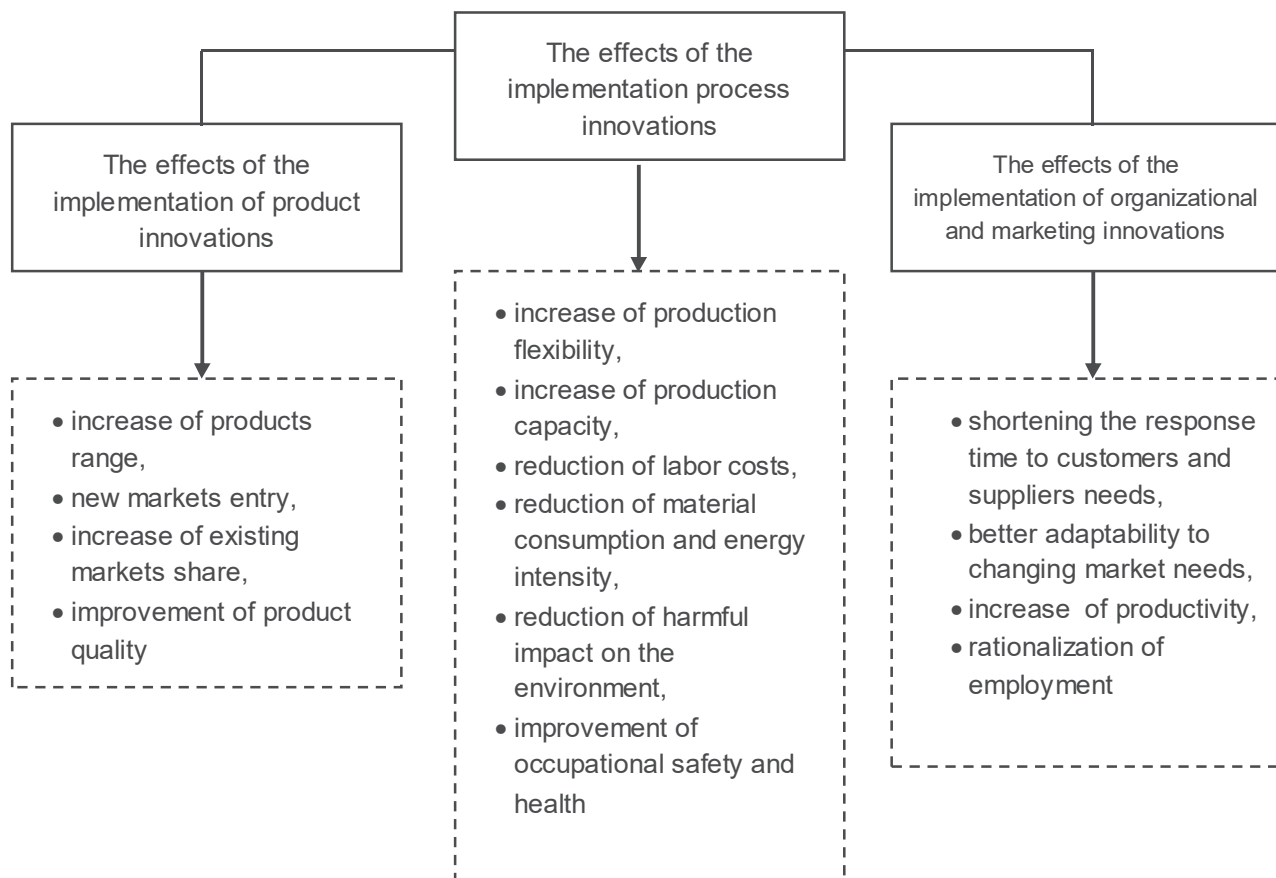 The effects of the
implementation process
innovations
The effects of the
implementation of product
innovations
The effects of the
implementation of organizational
and marketing innovations
• increase of products
range,
• new markets entry,
• increase of existing
markets share,
• improvement of product
quality
• increase of production
flexibility,
• increase of production
capacity,
• reduction of labor costs,
• reduction of material
consumption and energy
intensity,
• reduction of harmful
impact on the
environment,
• improvement of
occupational safety and
health
• shortening the response
time to customers and
suppliers needs,
• better adaptability to
changing market needs,
• increase  of productivity,
• rationalization of
employment